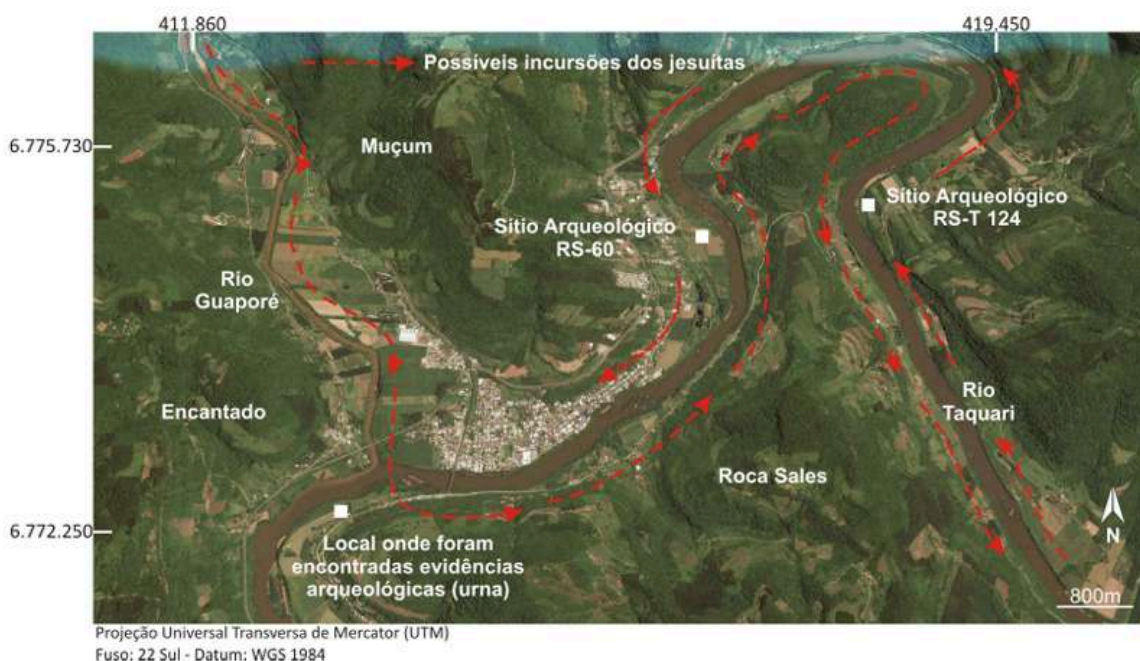 411.860
419.450
Possíveis incursões dos jesuítas
6.775.730
Muçum
Sítio Arqueológico
RS-T 124
Sítio Arqueológico
RS-60
Rio
Guaporé
Encantado
Rio
Taquari
Roca Sales
N
6.772.250
Local onde foram
encontradas evidências
arqueológicas (urna)
800m
Projeção Universal Transversa de Mercator (UTM)
Fuso: 22 Sul - Datum: WGS 1984